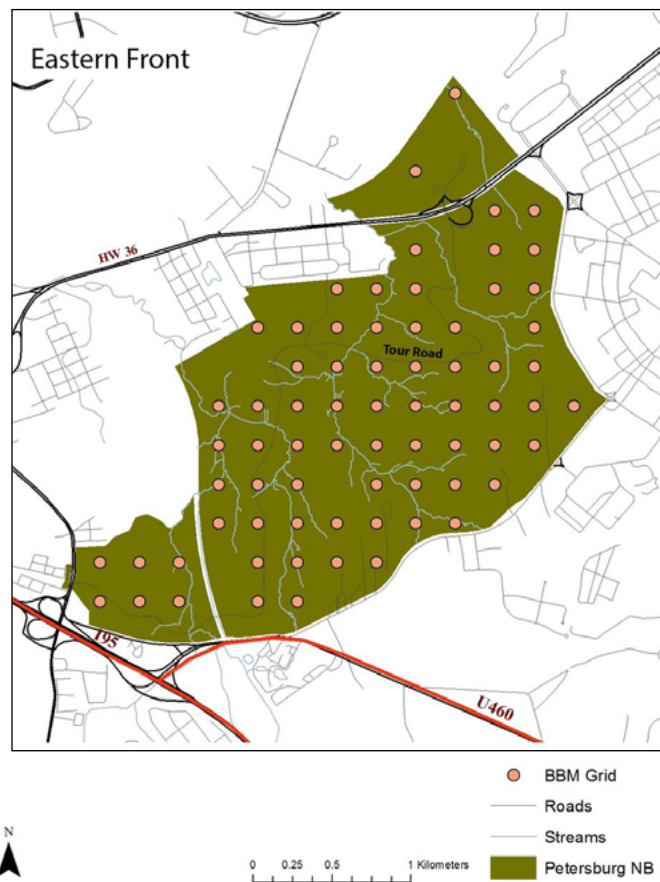 Eastern Front
HW 36
Tour Road
I95
U460
BBM Grid
Roads
Streams
Petersburg NB
N
0 0.25 0.5 1 Kilometers